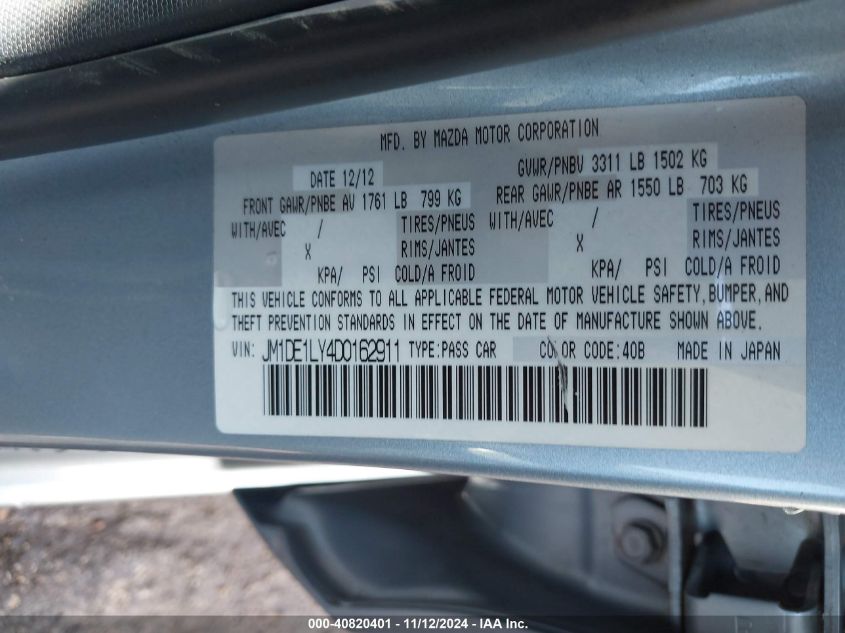 MFD. BY MAZDA MOTOR CORPORATION
DATE 12/12 GVWR/PNBV 3311 LB 1502 KG
FRONT GAWR/PNBE AV 1761 LB 799 KG REAR GAWR/PNBE AR 1550 LB 703 KG
WITH/AVEC / TIRES/PNEUS WITH/AVEC / TIRES/PNEUS
X RIMS/JANTES X RIMS/JANTES
KPA/ PSI COLD/A FROID KPA/ PSI COLD/A FROID
THIS VEHICLE CONFORMS TO ALL APPLICABLE FEDERAL MOTOR VEHICLE SAFETY, BUMPER, AND
THEFT PREVENTION STANDARDS IN EFFECT ON THE DATE OF MANUFACTURE SHOWN ABOVE.
VIN: JM1DE1LY4D0162911 TYPE:PASS CAR COLOR CODE:40B MADE IN JAPAN
000-40820401 - 11/12/2024 - IAA Inc.